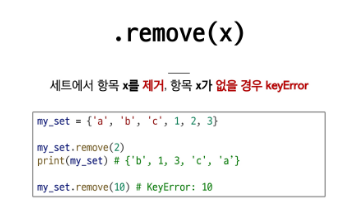 .remove(x)
세트에서 항목 x를 제거. 항목 x가 없을 경우 keyError
my_set = {'a', 'b', 'c', 1, 2, 3}
my_set.remove(2)
print(my_set) # {'b', 1, 3, 'c', 'a'}
my_set.remove(10) # KeyError: 10